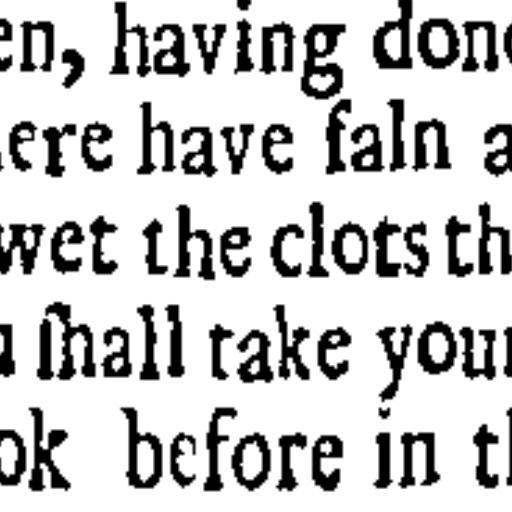 en, having done
ere have faln a
wet the clots th
u ſhall take your
ok before in th